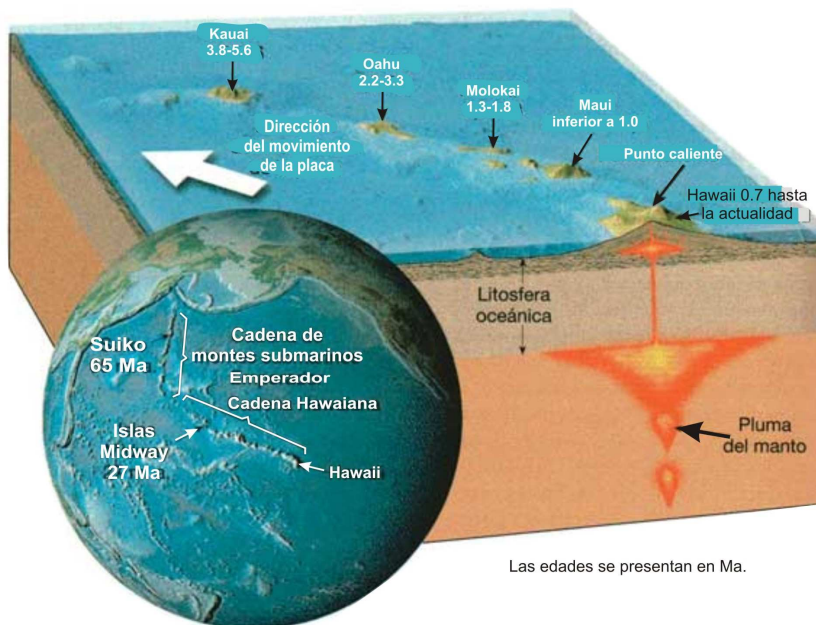 Kauai
3.8-5.6
Oahu
2.2-3.3
Molokai
1.3-1.8
Maui
inferior a 1.0
Dirección
del movimiento
de la placa
Punto caliente
Hawaii 0.7 hasta
la actualidad
Litosfera
oceánica
Suiko
65 Ma
Cadena de
montes submarinos
Emperador
Cadena Hawaiana
Islas
Midway
27 Ma
Hawaii
Pluma
del manto
Las edades se presentan en Ma.